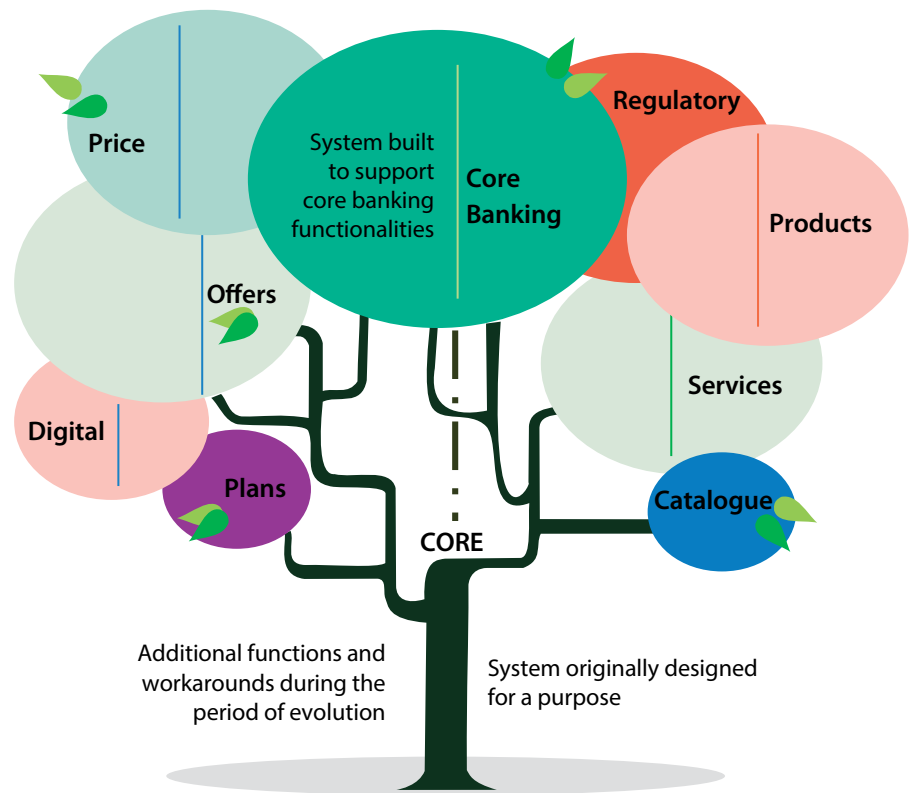 Price
System built
to support
core banking
functionalities
Core
Banking
Regulatory
Products
Offers
Services
Digital
Plans
Catalogue
CORE
Additional functions and
workarounds during the
period of evolution
System originally designed
for a purpose